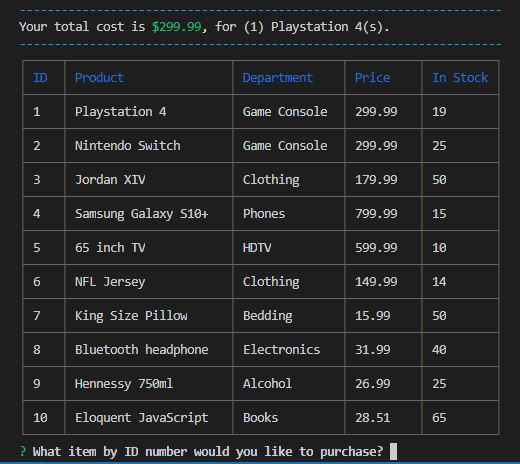 Your total cost is $299.99, for (1) Playstation 4(s).
ID Product Department Price In Stock
1 Playstation 4 Game Console 299.99 19
2 Nintendo Switch Game Console 299.99 25
3 Jordan XIV Clothing 179.99 50
4 Samsung Galaxy S10+ Phones 799.99 15
5 65 inch TV HDTV 599.99 10
6 NFL Jersey Clothing 149.99 14
7 King Size Pillow Bedding 15.99 50
8 Bluetooth headphone Electronics 31.99 40
9 Hennessy 750ml Alcohol 26.99 25
10 Eloquent JavaScript Books 28.51 65
? What item by ID number would you like to purchase?